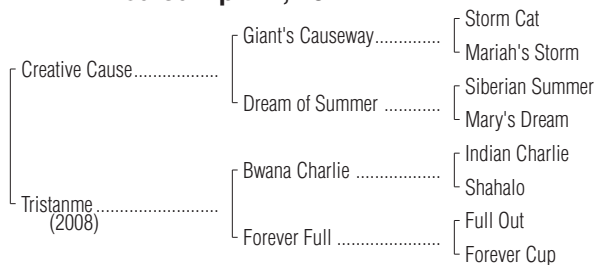 Storm Cat
Giant's Causeway..............
Mariah's Storm
Creative Cause..................
Siberian Summer
Dream of Summer ............
Mary's Dream
Indian Charlie
Bwana Charlie ..................
Shahalo
Tristanme..........................
(2008)
Full Out
Forever Full ......................
Forever Cup